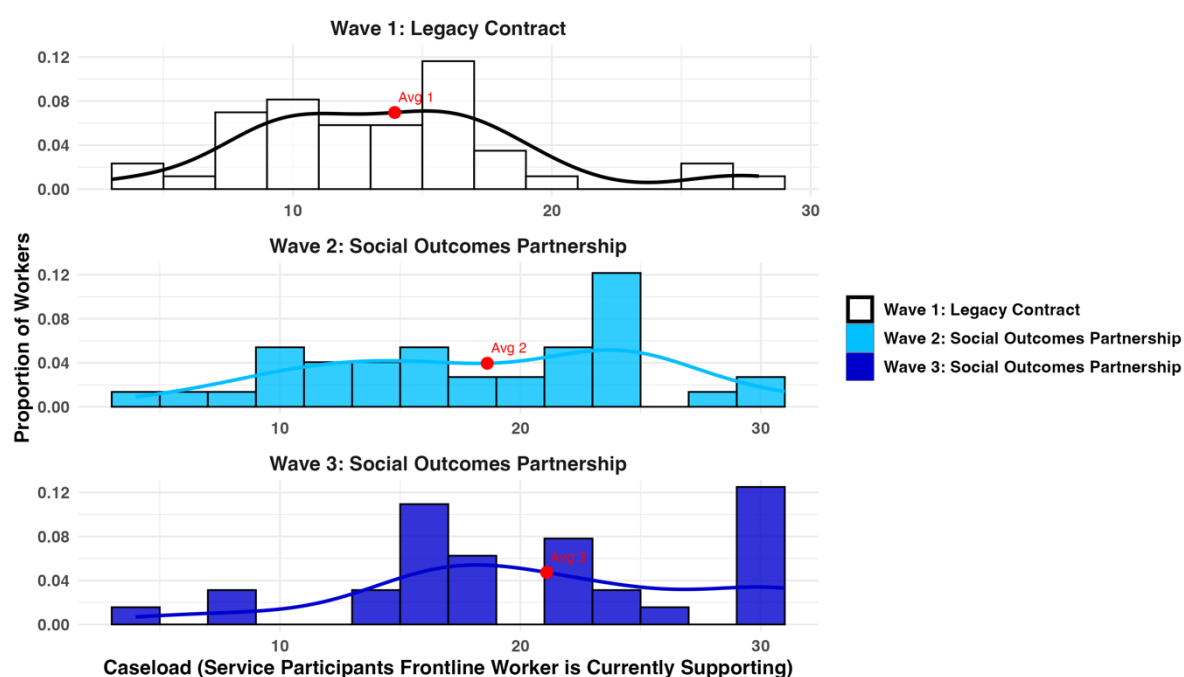 Wave 1: Legacy Contract
0.12
0.08
0.04
0.00
Avg 1
10
20
30
Wave 2: Social Outcomes Partnership
0.12
0.08
0.04
0.00
Avg 2
10
20
30
Wave 3: Social Outcomes Partnership
0.12
0.08
0.04
0.00
Avg 3
10
20
30
Proportion of Workers
Caseload (Service Participants Frontline Worker is Currently Supporting)
Wave 1: Legacy Contract
Wave 2: Social Outcomes Partnership
Wave 3: Social Outcomes Partnership